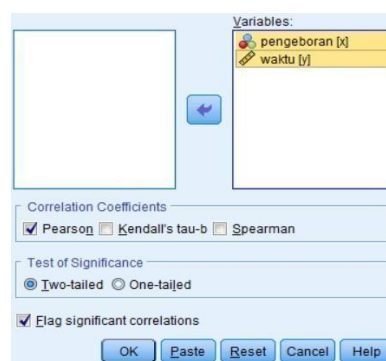 Variables:
pengeboran [x]
waktu [y]
Correlation Coefficients
Pearson Kendall's tau-b Spearman
Test of Significance
Two-tailed One-tailed
Flag significant correlations
OK Paste Reset Cancel Help